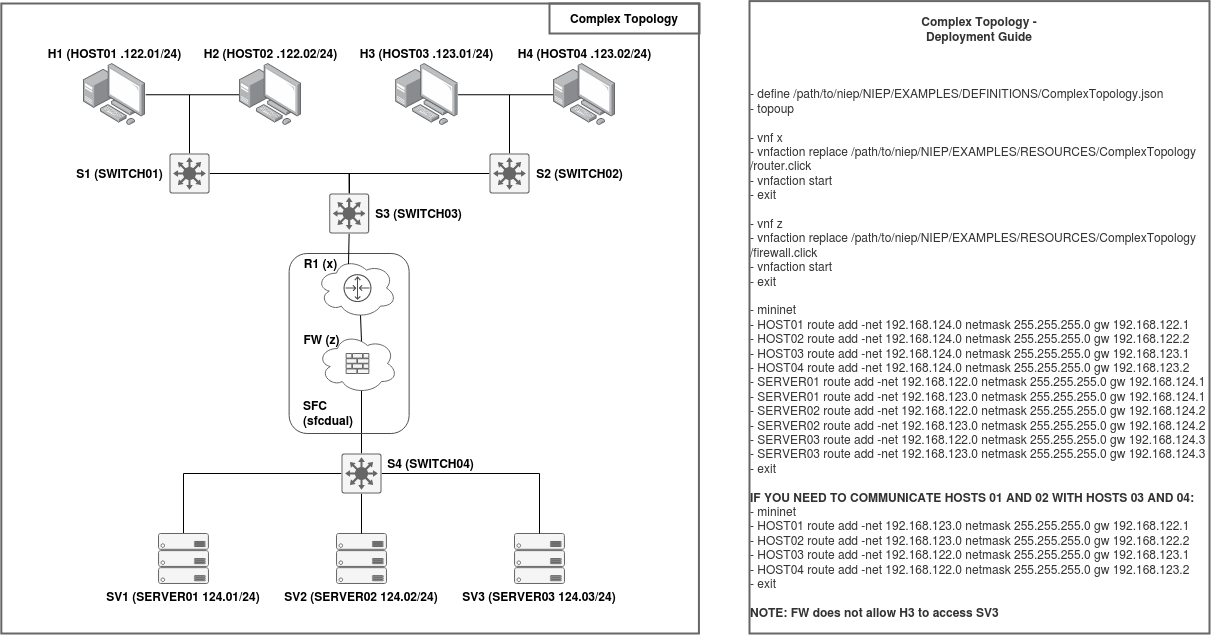 Complex Topology
H1 (HOST01 .122.01/24)
H2 (HOST02 .122.02/24)
H3 (HOST03 .123.01/24)
H4 (HOST04 .123.02/24)
S1 (SWITCH01)
S2 (SWITCH02)
S3 (SWITCH03)
R1 (x)
FW (z)
SFC
(sfcdual)
S4 (SWITCH04)
SV1 (SERVER01 124.01/24)
SV2 (SERVER02 124.02/24)
SV3 (SERVER03 124.03/24)
Complex Topology -
Deployment Guide
- define /path/to/niep/NIEP/EXAMPLES/DEFINITIONS/ComplexTopology.json
- topoup
- vnf x
- vnfaction replace /path/to/niep/NIEP/EXAMPLES/RESOURCES/ComplexTopology
/router.click
- vnfaction start
- exit
- vnf z
- vnfaction replace /path/to/niep/NIEP/EXAMPLES/RESOURCES/ComplexTopology
/firewall.click
- vnfaction start
- exit
- mininet
- HOST01 route add -net 192.168.124.0 netmask 255.255.255.0 gw 192.168.122.1
- HOST02 route add -net 192.168.124.0 netmask 255.255.255.0 gw 192.168.122.2
- HOST03 route add -net 192.168.124.0 netmask 255.255.255.0 gw 192.168.123.1
- HOST04 route add -net 192.168.124.0 netmask 255.255.255.0 gw 192.168.123.2
- SERVER01 route add -net 192.168.122.0 netmask 255.255.255.0 gw 192.168.124.1
- SERVER01 route add -net 192.168.123.0 netmask 255.255.255.0 gw 192.168.124.1
- SERVER02 route add -net 192.168.122.0 netmask 255.255.255.0 gw 192.168.124.2
- SERVER02 route add -net 192.168.123.0 netmask 255.255.255.0 gw 192.168.124.2
- SERVER03 route add -net 192.168.122.0 netmask 255.255.255.0 gw 192.168.124.3
- SERVER03 route add -net 192.168.123.0 netmask 255.255.255.0 gw 192.168.124.3
- exit
IF YOU NEED TO COMMUNICATE HOSTS 01 AND 02 WITH HOSTS 03 AND 04:
- mininet
- HOST01 route add -net 192.168.123.0 netmask 255.255.255.0 gw 192.168.122.1
- HOST02 route add -net 192.168.123.0 netmask 255.255.255.0 gw 192.168.122.2
- HOST03 route add -net 192.168.122.0 netmask 255.255.255.0 gw 192.168.123.1
- HOST04 route add -net 192.168.122.0 netmask 255.255.255.0 gw 192.168.123.2
- exit
NOTE: FW does not allow H3 to access SV3